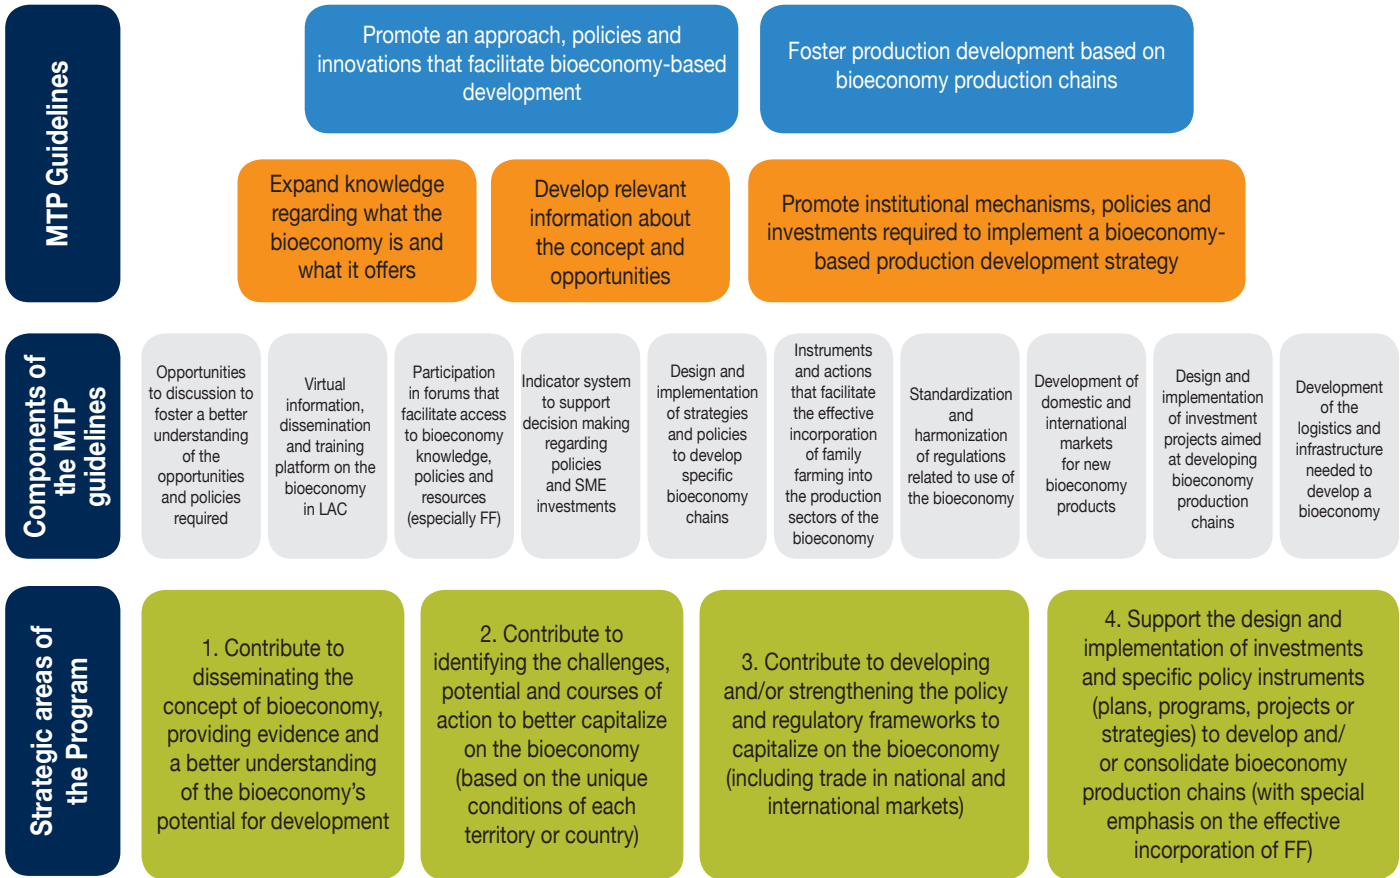 MTP Guidelines
Promote an approach, policies and
innovations that facilitate bioeconomy-based
development
Foster production development based on
bioeconomy production chains
Expand knowledge
regarding what the
bioeconomy is and
what it offers
Develop relevant
information about
the concept and
opportunities
Promote institutional mechanisms, policies and
investments required to implement a bioeconomy-
based production development strategy
Components of
the MTP
guidelines
Opportunities
to discussion to
foster a better
understanding
of the
opportunities
and policies
required
Virtual
information,
dissemination
and training
platform on the
bioeconomy
in LAC
Participation
in forums that
facilitate access
to bioeconomy
knowledge,
policies and
resources
(especially FF)
Indicator system
to support
decision making
regarding
policies
and SME
investments
Design and
implementation
of strategies
and policies
to develop
specific
bioeconomy
chains
Instruments
and actions
that facilitate
the effective
incorporation
of family
farming into
the production
sectors of the
bioeconomy
Standardization
and
harmonization
of regulations
related to use of
the bioeconomy
Development of
domestic and
international
markets
for new
bioeconomy
products
Design and
implementation
of investment
projects aimed
at developing
bioeconomy
production
chains
Development
of the
logistics and
infrastructure
needed to
develop a
bioeconomy
Strategic areas of
the Program
1. Contribute to
disseminating the
concept of bioeconomy,
providing evidence and
a better understanding
of the bioeconomy’s
potential for development
2. Contribute to
identifying the challenges,
potential and courses of
action to better capitalize
on the bioeconomy
(based on the unique
conditions of each
territory or country)
3. Contribute to developing
and/or strengthening the policy
and regulatory frameworks to
capitalize on the bioeconomy
(including trade in national and
international markets)
4. Support the design and
implementation of investments
and specific policy instruments
(plans, programs, projects or
strategies) to develop and/
or consolidate bioeconomy
production chains (with special
emphasis on the effective
incorporation of FF)